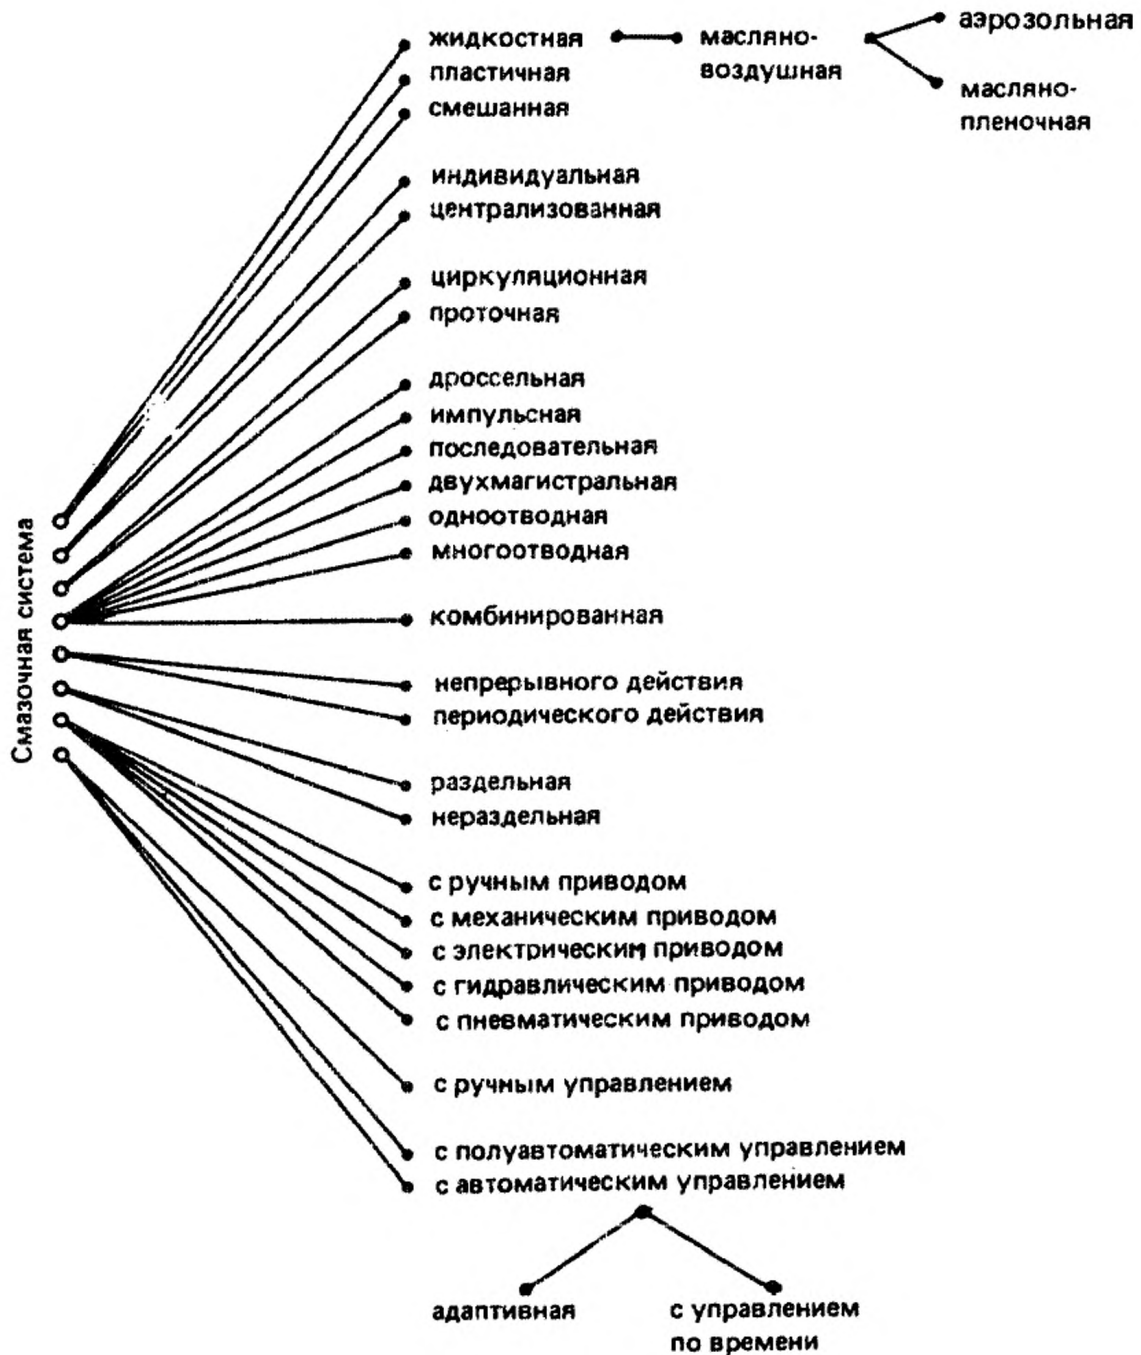 жидкостная
масляно-
воздушная
аэрозольная
масляно-
пленочная
пластичная
смешанная
индивидуальная
централизованная
циркуляционная
проточная
дроссельная
импульсная
последовательная
двухмагистральная
одноотводная
многоотводная
комбинированная
непрерывного действия
периодического действия
раздельная
нераздельная
с ручным приводом
с механическим приводом
с электрическим приводом
с гидравлическим приводом
с пневматическим приводом
с ручным управлением
с полуавтоматическим управлением
с автоматическим управлением
адаптивная
с управлением
по времени
Смазочная система